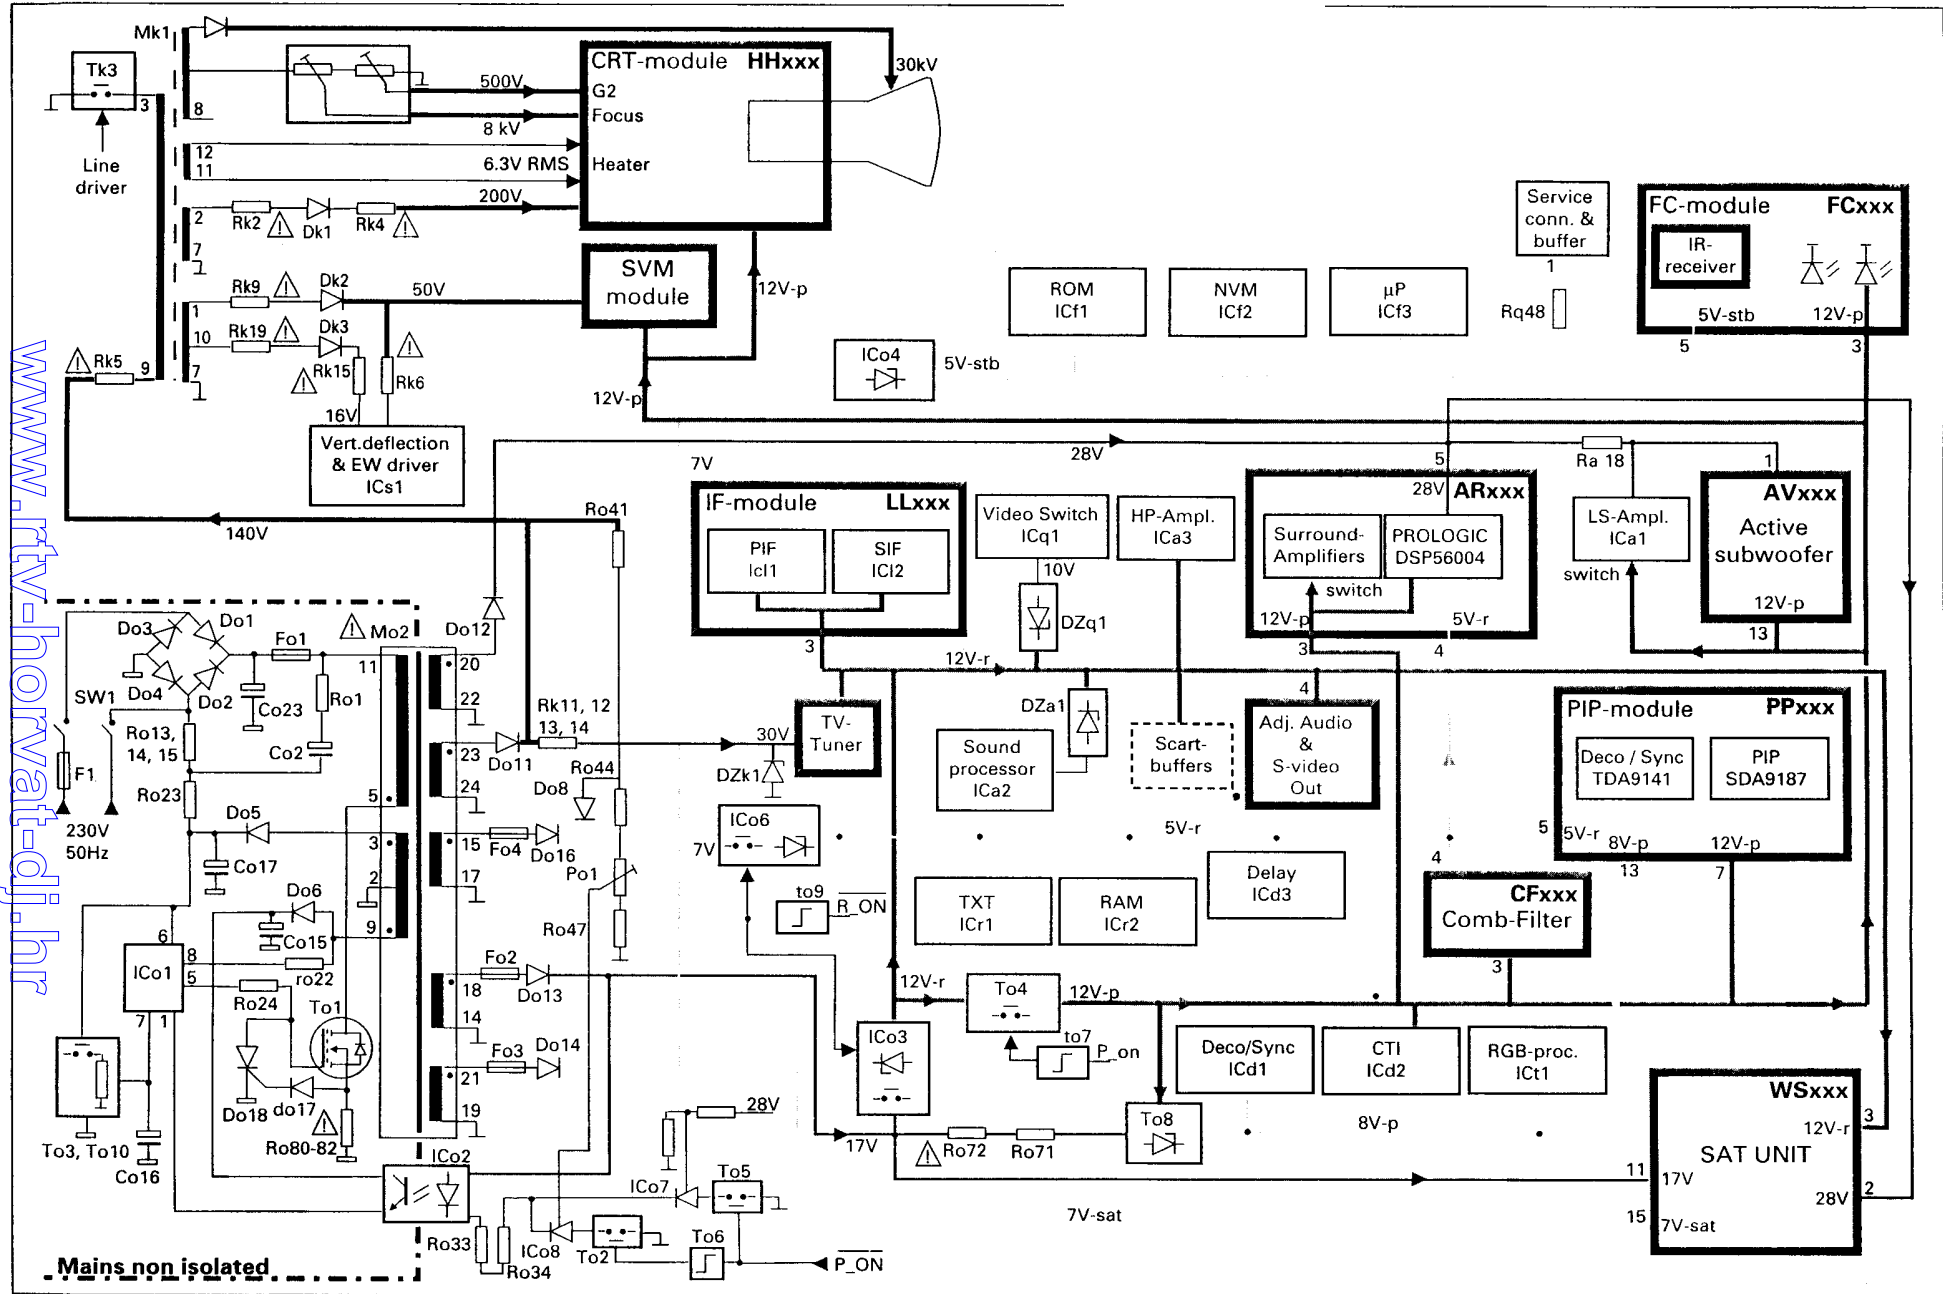 Mk1
Tk3
3
Line
driver
8
500V
8 kV
CRT-module HHxxx
G2
Focus
30kV
12
11
6.3V RMS
Heater
2
7
Rk2
Dk1
Rk4
200V
SVM
module
12V-p
1
Rk9
Dk2
50V
10
Rk19
Dk3
7
Rk15
Rk6
Rk5
9
16V
12V-p
Vert.deflection
& EW driver
ICs1
140V
ROM
ICf1
NVM
ICf2
µP
ICf3
ICo4
5V-stb
Service
conn. &
buffer
1
Rq48
FC-module FCxxx
IR-
receiver
5V-stb
12V-p
5
3
28V
7V
IF-module LLxxx
PIF
Icl1
SIF
ICl2
3
Video Switch
ICq1
10V
DZq1
HP-Ampl.
ICa3
5
28V
ARxxx
Surround-
Amplifiers
PROLOGIC
DSP56004
switch
12V-p
5V-r
3
4
Ra 18
LS-Ampl.
ICa1
switch
1
AVxxx
Active
subwoofer
12V-p
13
www.rtv-horvat-dj.hr
Ro41
Do3
Do1
Fo1
Mo2
Do12
11
20
Do4
Do2
Co23
Ro1
22
SW1
Ro13,
14, 15
Co2
F1
Ro23
230V
50Hz
5
23
24
Do11
Rk11, 12
13, 14
30V
DZk1
TV-
Tuner
12V-r
Ro44
Do8
Do5
Co17
3
15
Fo4
Do16
2
17
Po1
Do6
Co15
9
Ro47
6
ICo1
8
5
7
1
ro22
Ro24
To1
Fo2
Do13
18
14
Fo3
Do14
21
19
Do18
do17
Ro80-82
To3, To10
Co16
ICo2
Ro33
Ro34
ICo8
ICo7
To5
To2
To6
P_ON
28V
Mains non isolated
ICo6
7V
to9
R_ON
Sound
processor
ICa2
DZa1
Scart-
buffers
4
Adj. Audio
&
S-video
Out
5V-r
TXT
ICr1
RAM
ICr2
Delay
ICd3
PIP-module PPxxx
Deco / Sync
TDA9141
PIP
SDA9187
5
5V-r
8V-p
12V-p
13
7
4
CFxxx
Comb-Filter
3
12V-r
To4
12V-p
to7
P_on
ICo3
17V
Ro72
Ro71
To8
Deco/Sync
ICd1
CTI
ICd2
RGB-proc.
ICt1
8V-p
7V-sat
WSxxx
3
12V-r
SAT UNIT
11
17V
28V
2
15
7V-sat